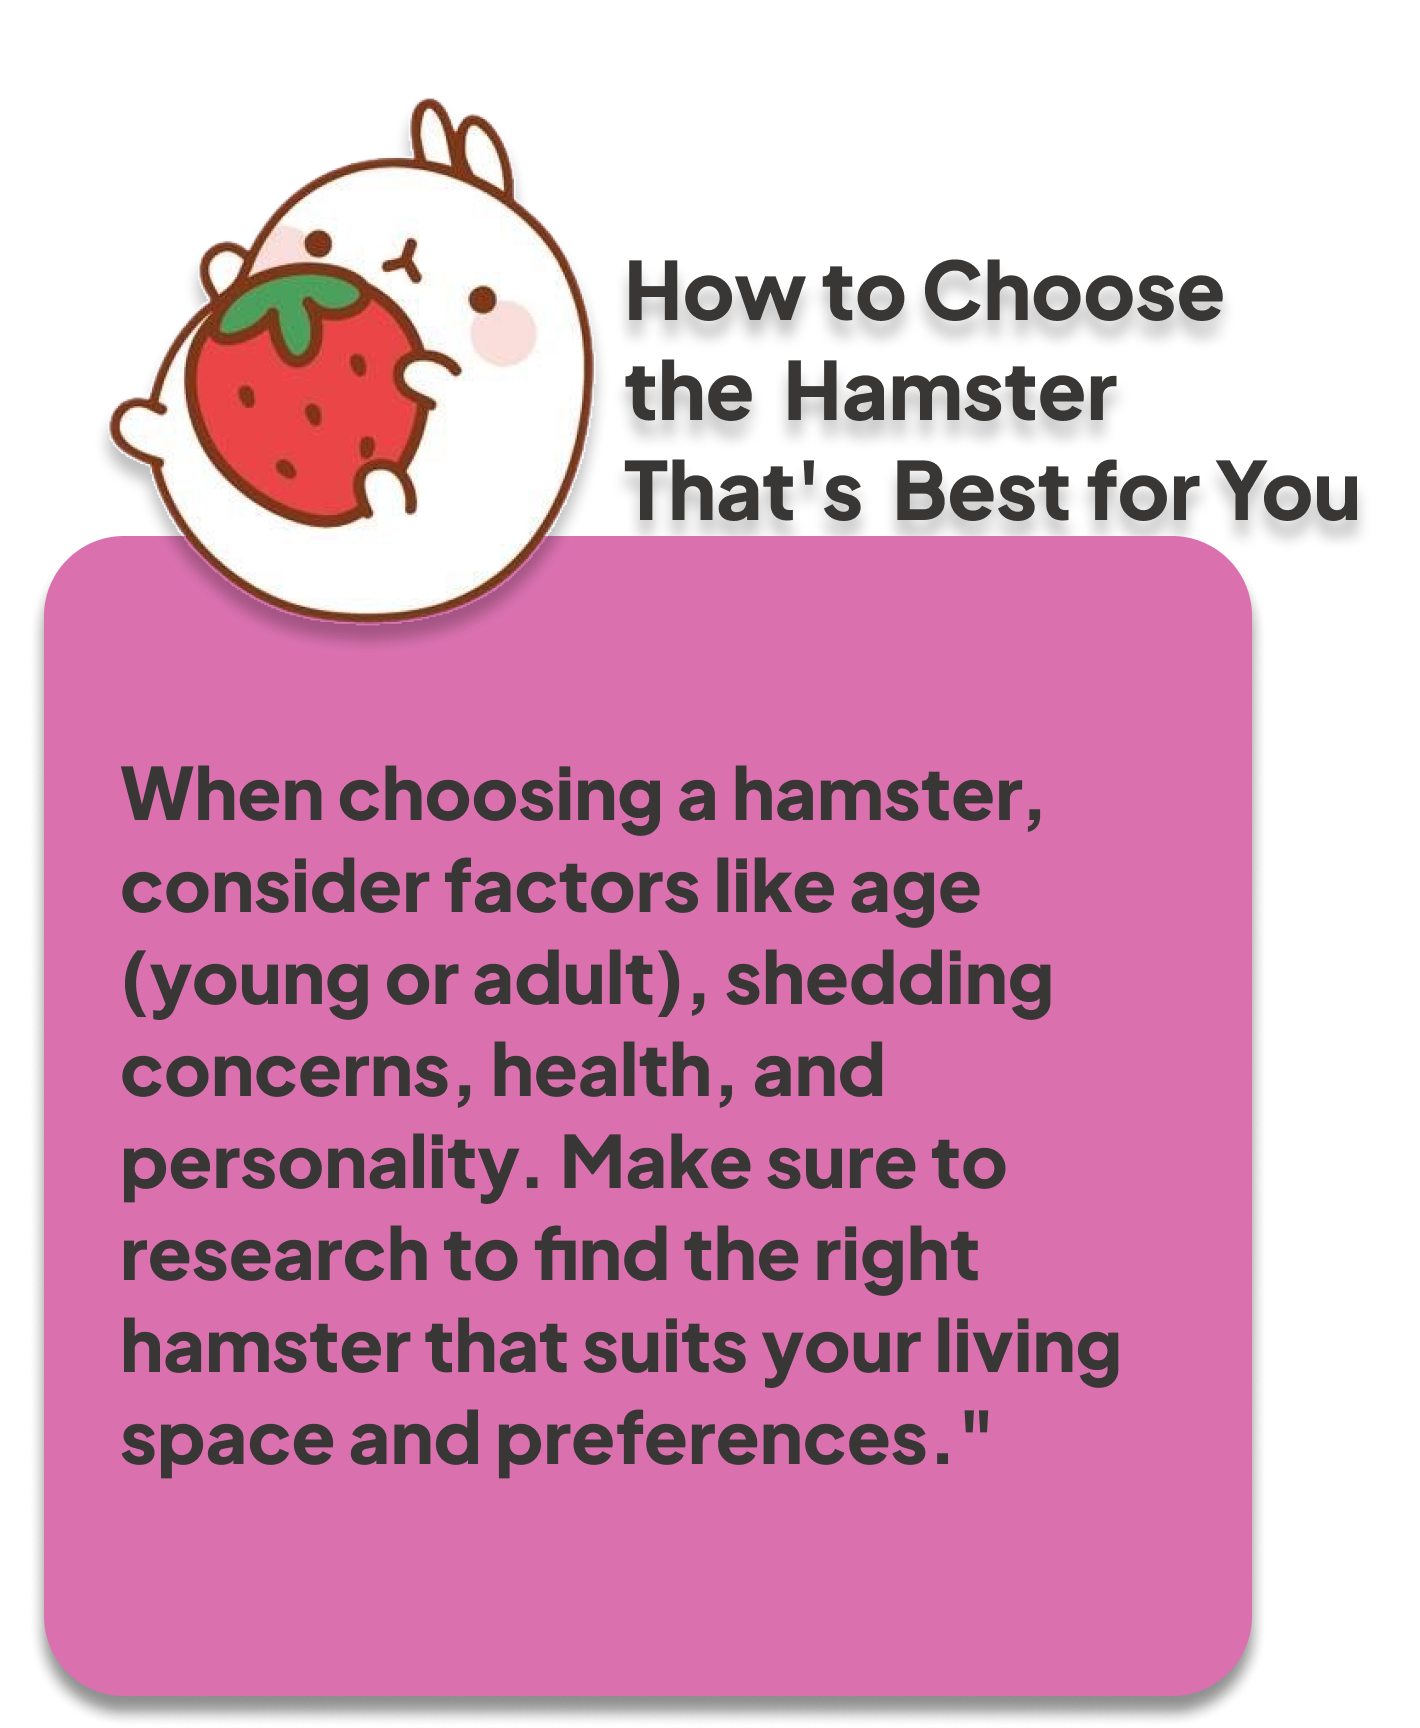 How to Choose
the Hamster
That's Best for You
When choosing a hamster,
consider factors like age
(young or adult), shedding
concerns, health, and
personality. Make sure to
research to find the right
hamster that suits your living
space and preferences."